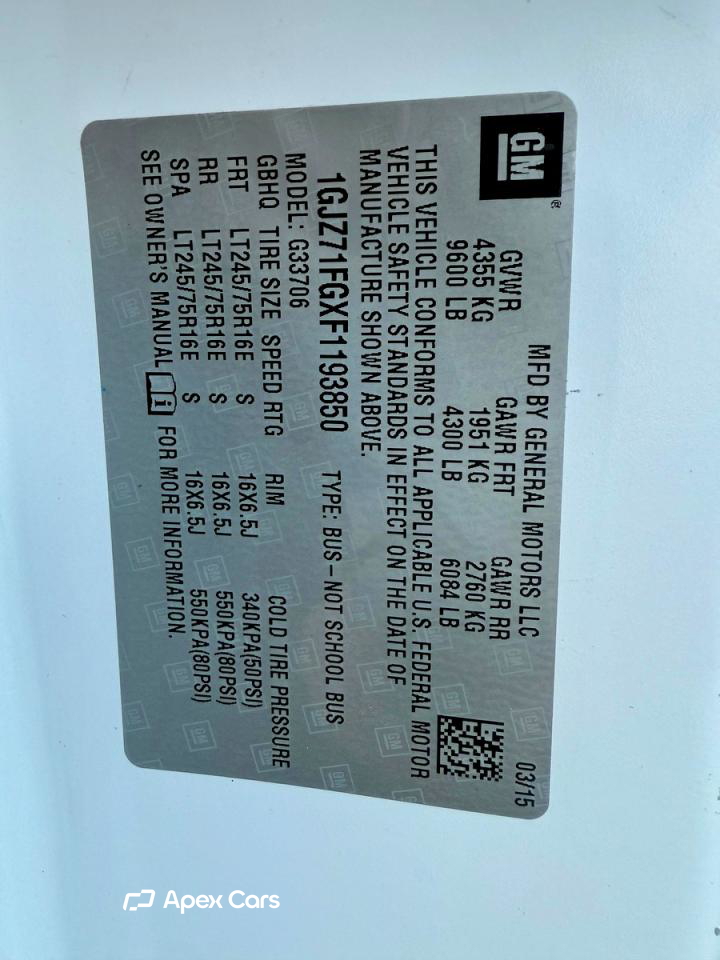 GM®
MFD BY GENERAL MOTORS LLC 03/15
GVWR GAWR FRT GAWR RR
4355 KG 1951 KG 2760 KG
9600 LB 4300 LB 6084 LB
THIS VEHICLE CONFORMS TO ALL APPLICABLE U.S. FEDERAL MOTOR
VEHICLE SAFETY STANDARDS IN EFFECT ON THE DATE OF
MANUFACTURE SHOWN ABOVE.
1GJZ71FGXF1193850 TYPE: BUS – NOT SCHOOL BUS
MODEL: G33706
GBHQ TIRE SIZE SPEED RTG RIM COLD TIRE PRESSURE
FRT LT245/75R16E S 16X6.5J 340KPA(50PSI)
RR LT245/75R16E S 16X6.5J 550KPA(80PSI)
SPA LT245/75R16E S 16X6.5J 550KPA(80PSI)
SEE OWNER'S MANUAL i FOR MORE INFORMATION.
Apex Cars